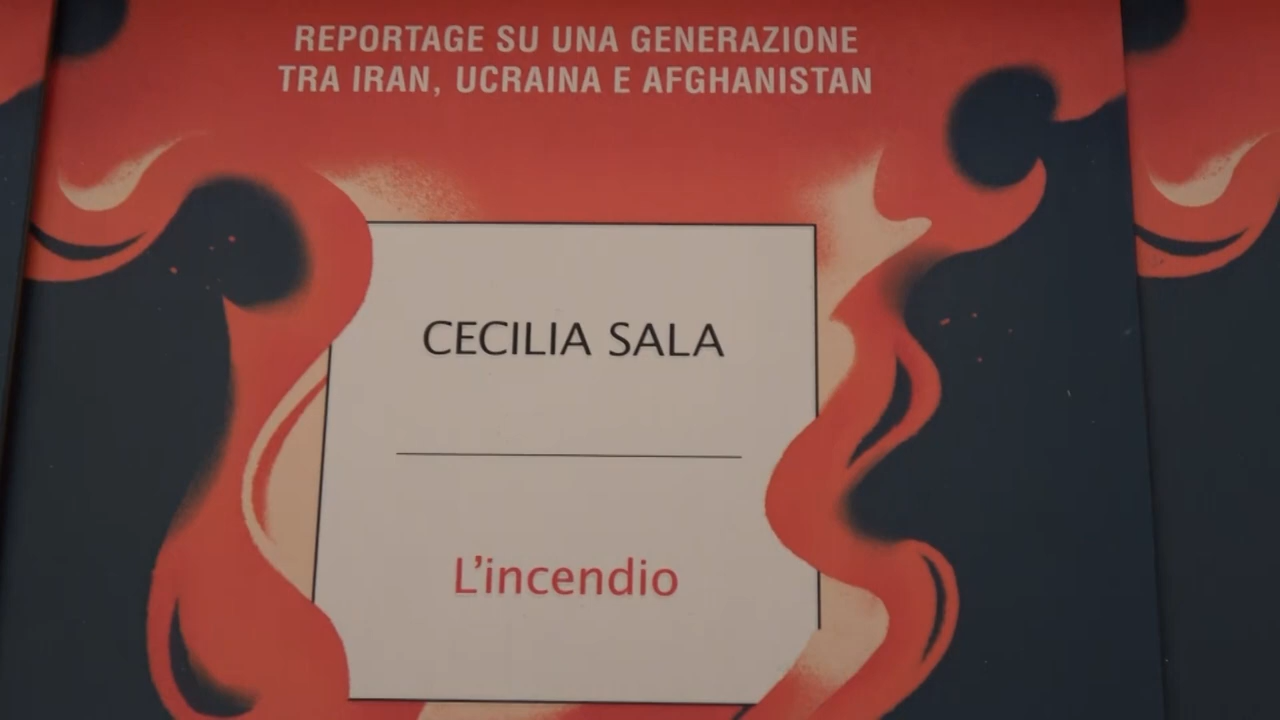 REPORTAGE SU UNA GENERAZIONE
TRA IRAN, UCRAINA E AFGHANISTAN
CECILIA SALA
L'incendio